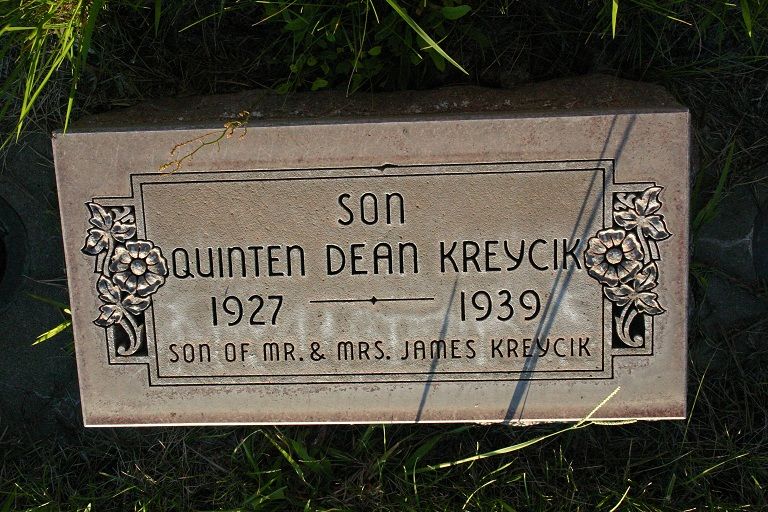 SON
QUINTEN DEAN KREYCIK
1927 — 1939
SON OF MR. & MRS. JAMES KREYCIK